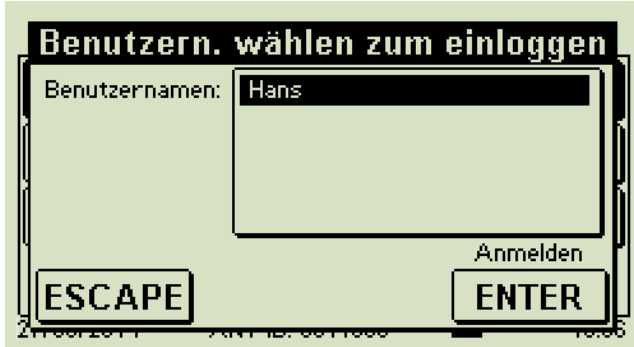 Benutzern. wählen zum einloggen
Benutzernamen:
Hans
Anmelden
ESCAPE
ENTER